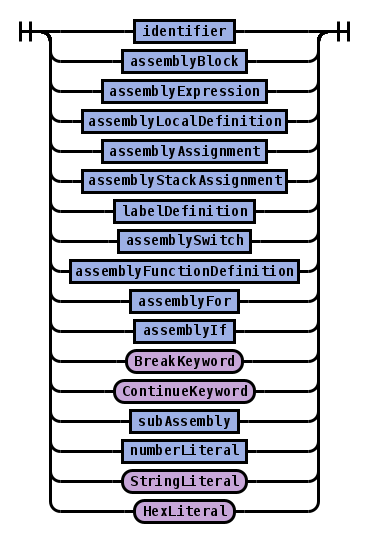 identifier
assemblyBlock
assemblyExpression
assemblyLocalDefinition
assemblyAssignment
assemblyStackAssignment
labelDefinition
assemblySwitch
assemblyFunctionDefinition
assemblyFor
assemblyIf
BreakKeyword
ContinueKeyword
subAssembly
numberLiteral
StringLiteral
HexLiteral